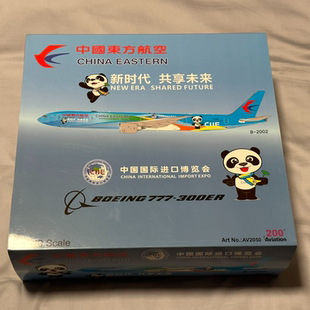 中國東方航空
CHINA EASTERN
新时代 共享未来
NEW ERA SHARED FUTURE
CIIE
B-2002
中国国际进口博览会
CHINA INTERNATIONAL IMPORT EXPO
BOEING 777-300ER
Scale
200
Aviation
Art No.:AV2050